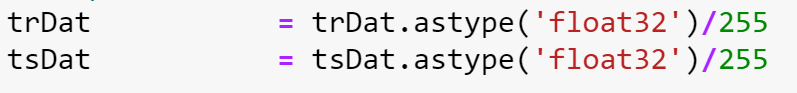 trDat            = trDat.astype('float32')/255
tsDat            = tsDat.astype('float32')/255